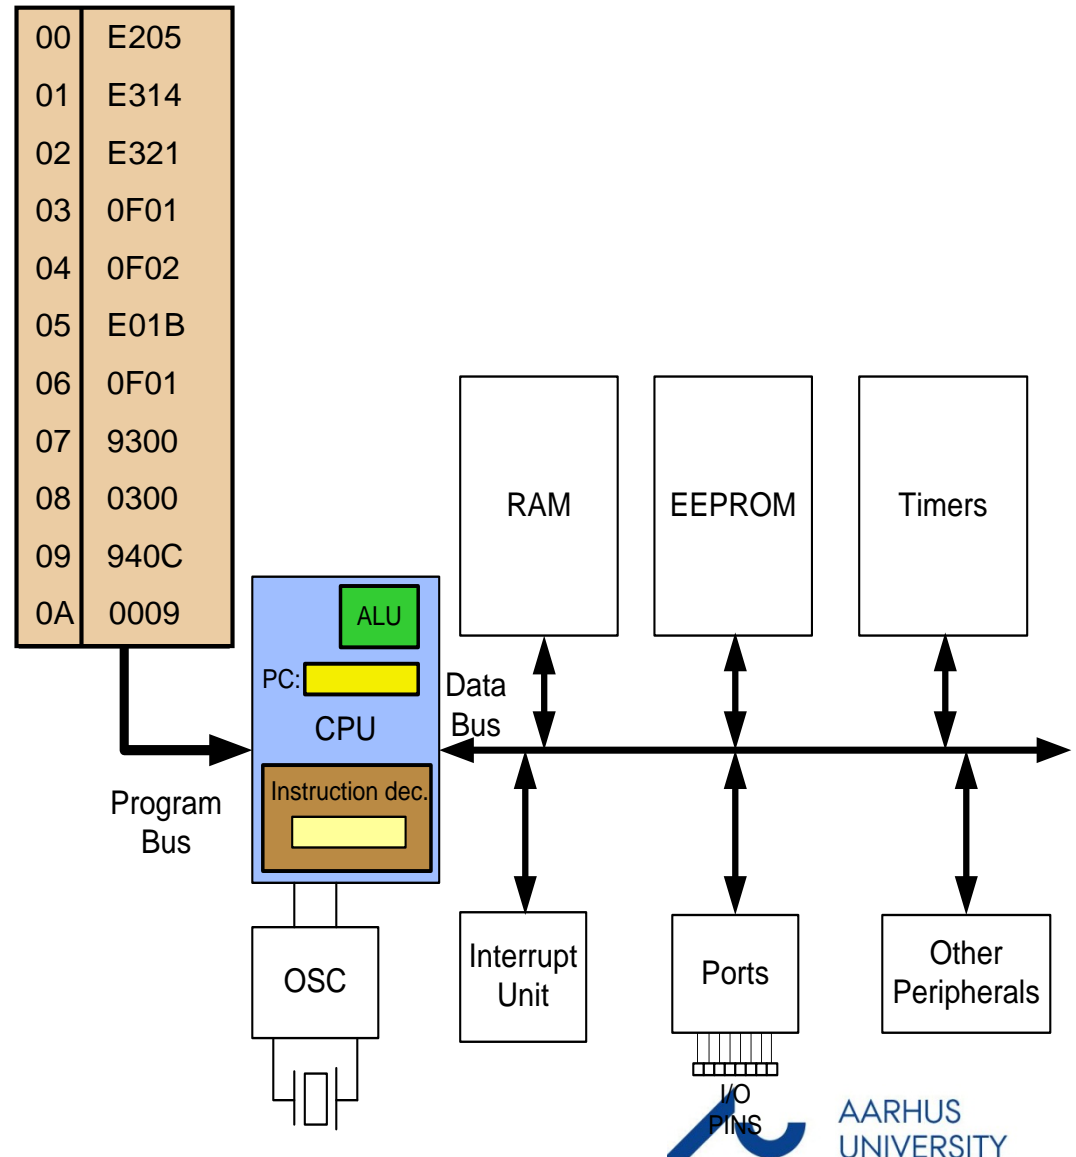 00 E205
01 E314
02 E321
03 0F01
04 0F02
05 E01B
06 0F01
07 9300
08 0300
09 940C
0A 0009
RAM
EEPROM
Timers
ALU
PC:
CPU
Data
Bus
Instruction dec.
Program
Bus
OSC
Interrupt
Unit
Ports
Other
Peripherals
I/O
PINS
AARHUS
UNIVERSITY